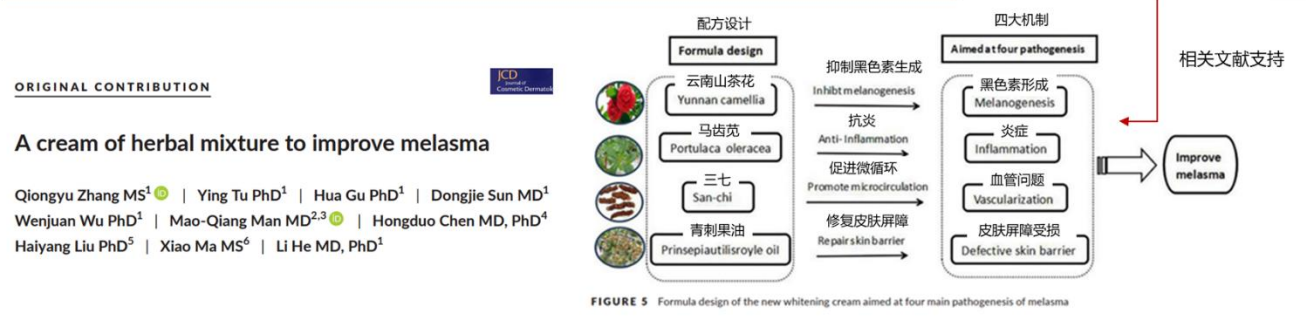 ORIGINAL CONTRIBUTION
JCD
Journal of
Cosmetic Dermatolo
A cream of herbal mixture to improve melasma
Qiongyu Zhang MS1 iD | Ying Tu PhD1 | Hua Gu PhD1 | Dongjie Sun MD1
Wenjuan Wu PhD1 | Mao-Qiang Man MD2,3 iD | Hongduo Chen MD, PhD4
Haiyang Liu PhD5 | Xiao Ma MS6 | Li He MD, PhD1
配方设计
Formula design
云南山茶花
Yunnan camellia
马齿苋
Portulaca oleracea
三七
San-chi
青刺果油
Prinsepiautilisroyle oil
抑制黑色素生成
Inhibt melanogenesis
抗炎
Anti- Inflammation
促进微循环
Promote microcirculation
修复皮肤屏障
Repair skin barrier
四大机制
Aimed at four pathogenesis
黑色素形成
Melanogenesis
炎症
Inflammation
血管问题
Vascularization
皮肤屏障受损
Defective skin barrier
相关文献支持
Improve
melasma
FIGURE 5 Formula design of the new whitening cream aimed at four main pathogenesis of melasma